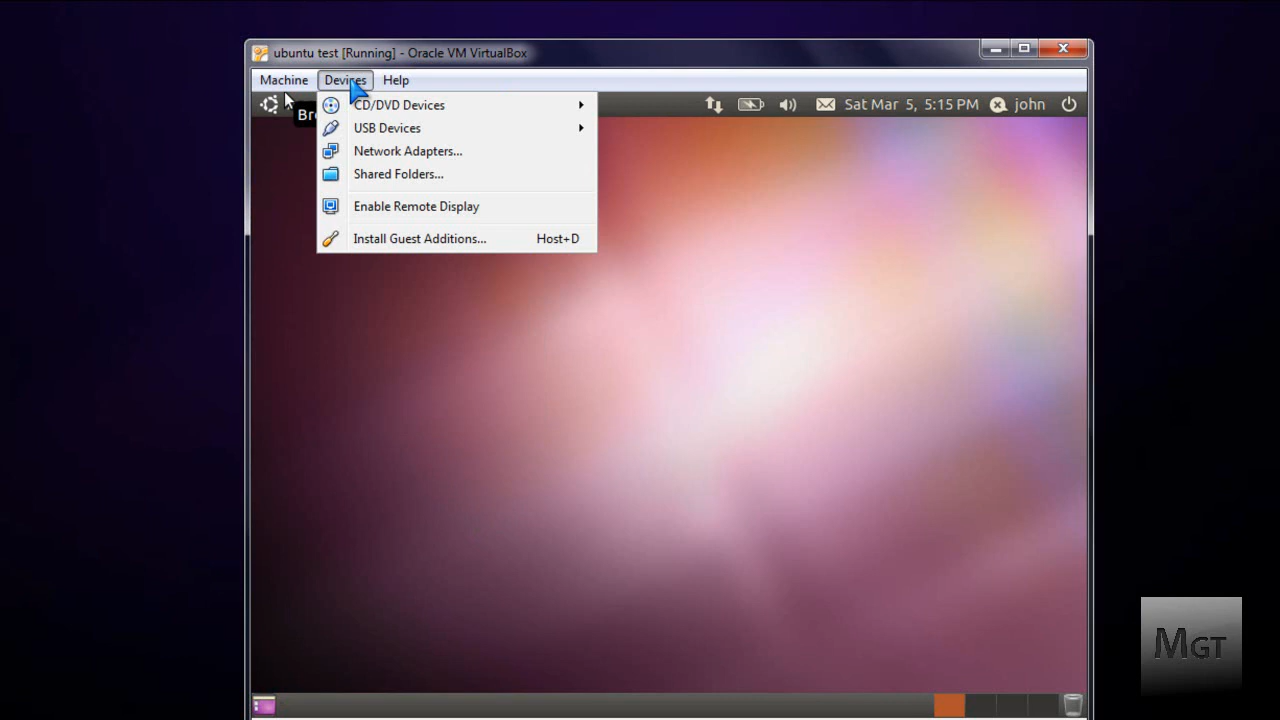 ubuntu test [Running] - Oracle VM VirtualBox
Machine Devices Help
Bro
Sat Mar 5, 5:15 PM john
CD/DVD Devices
USB Devices
Network Adapters...
Shared Folders...
Enable Remote Display
Install Guest Additions... Host+D
MGT